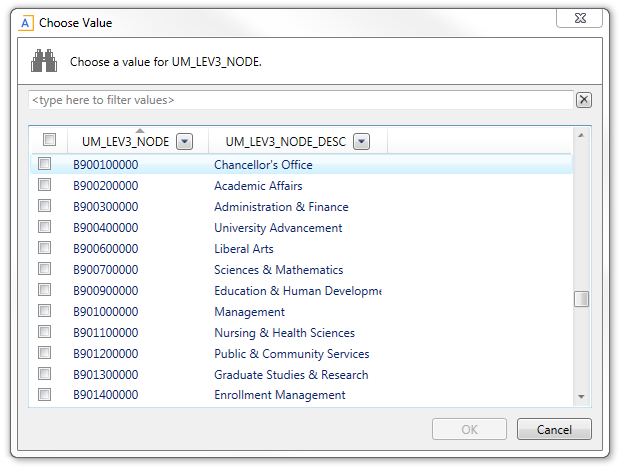 A Choose Value
Choose a value for UM_LEV3_NODE.
<type here to filter values>
UM_LEV3_NODE UM_LEV3_NODE_DESC
B900100000 Chancellor's Office
B900200000 Academic Affairs
B900300000 Administration & Finance
B900400000 University Advancement
B900600000 Liberal Arts
B900700000 Sciences & Mathematics
B900900000 Education & Human Developme
B901000000 Management
B901100000 Nursing & Health Sciences
B901200000 Public & Community Services
B901300000 Graduate Studies & Research
B901400000 Enrollment Management
OK Cancel